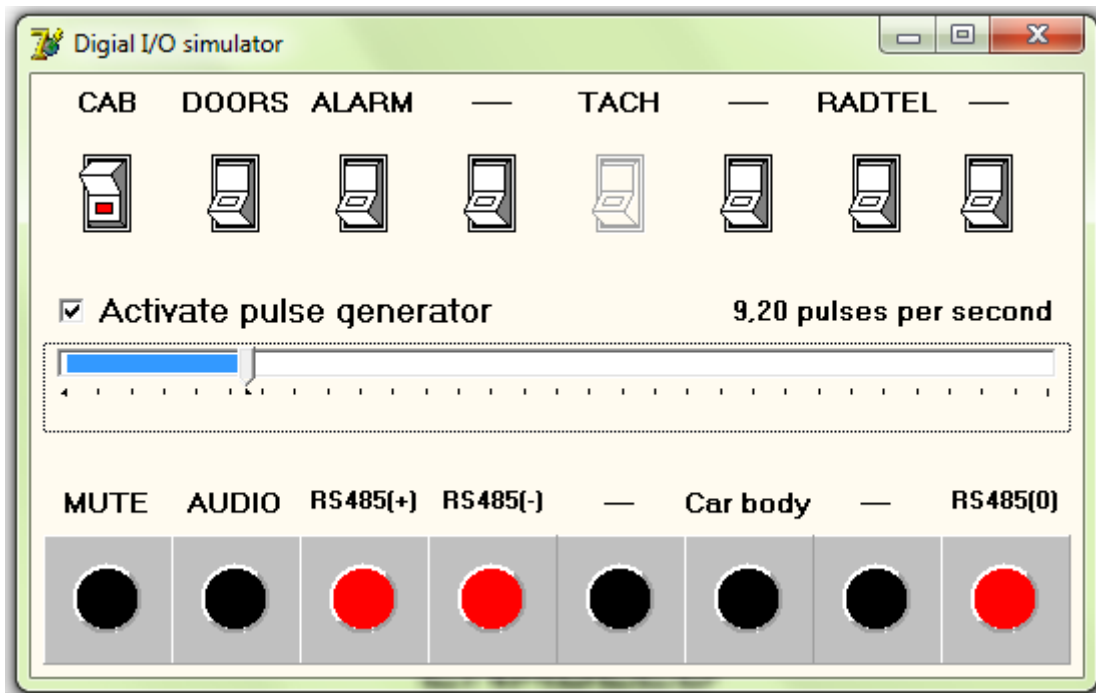 Digial I/O simulator
CAB DOORS ALARM — TACH — RADTEL —
Activate pulse generator 9,20 pulses per second
MUTE AUDIO RS485(+) RS485(-) — Car body — RS485(0)